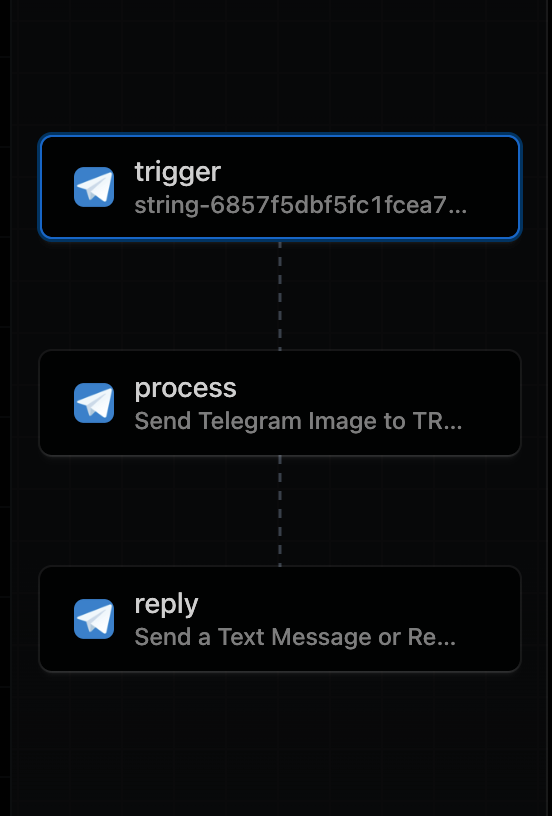 trigger
string-6857f5dbf5fc1fcea7...
process
Send Telegram Image to TR...
reply
Send a Text Message or Re...